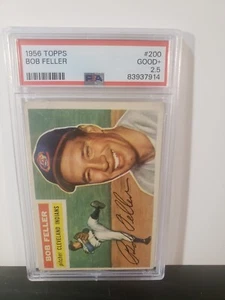 1956 TOPPS
#200
BOB FELLER
GOOD+
PSA
2.5
83937914
BOB FELLER
pitcher CLEVELAND INDIANS
Bob Feller